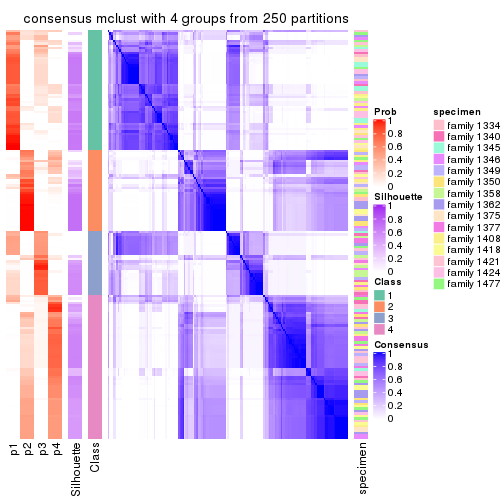 consensus mclust with 4 groups from 250 partitions
Prob
1
0.8
0.6
0.4
0.2
0
Silhouette
1
0.8
0.6
0.4
0.2
0
Class
1
2
3
4
Consensus
1
0.8
0.6
0.4
0.2
0
specimen
family 1334
family 1340
family 1345
family 1346
family 1349
family 1350
family 1358
family 1362
family 1375
family 1377
family 1408
family 1418
family 1421
family 1424
family 1477
p1
p2
p3
p4
Silhouette
Class
specimen